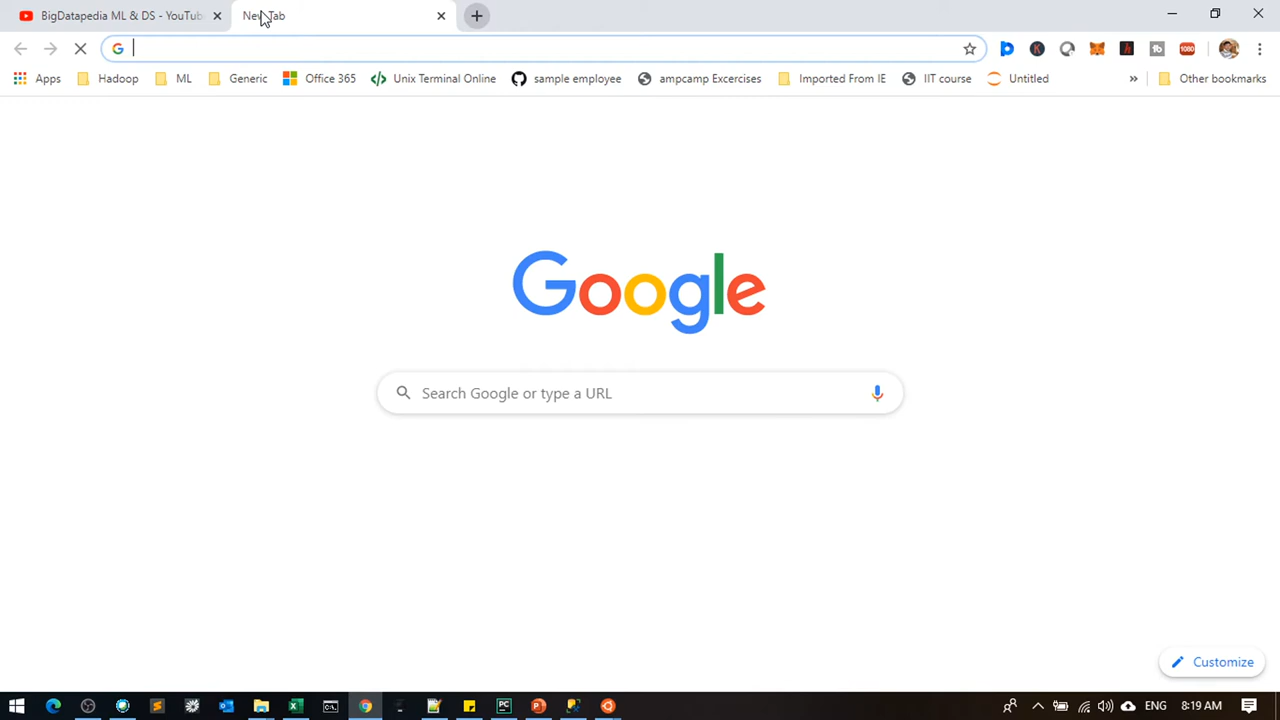 BigDatapedia ML & DS - YouTub
New Tab
Apps
Hadoop
ML
Generic
Office 365
Unix Terminal Online
sample employee
ampcamp Excercises
Imported From IE
IIT course
Untitled
»
Other bookmarks
Google
Search Google or type a URL
Customize
ENG
8:19 AM